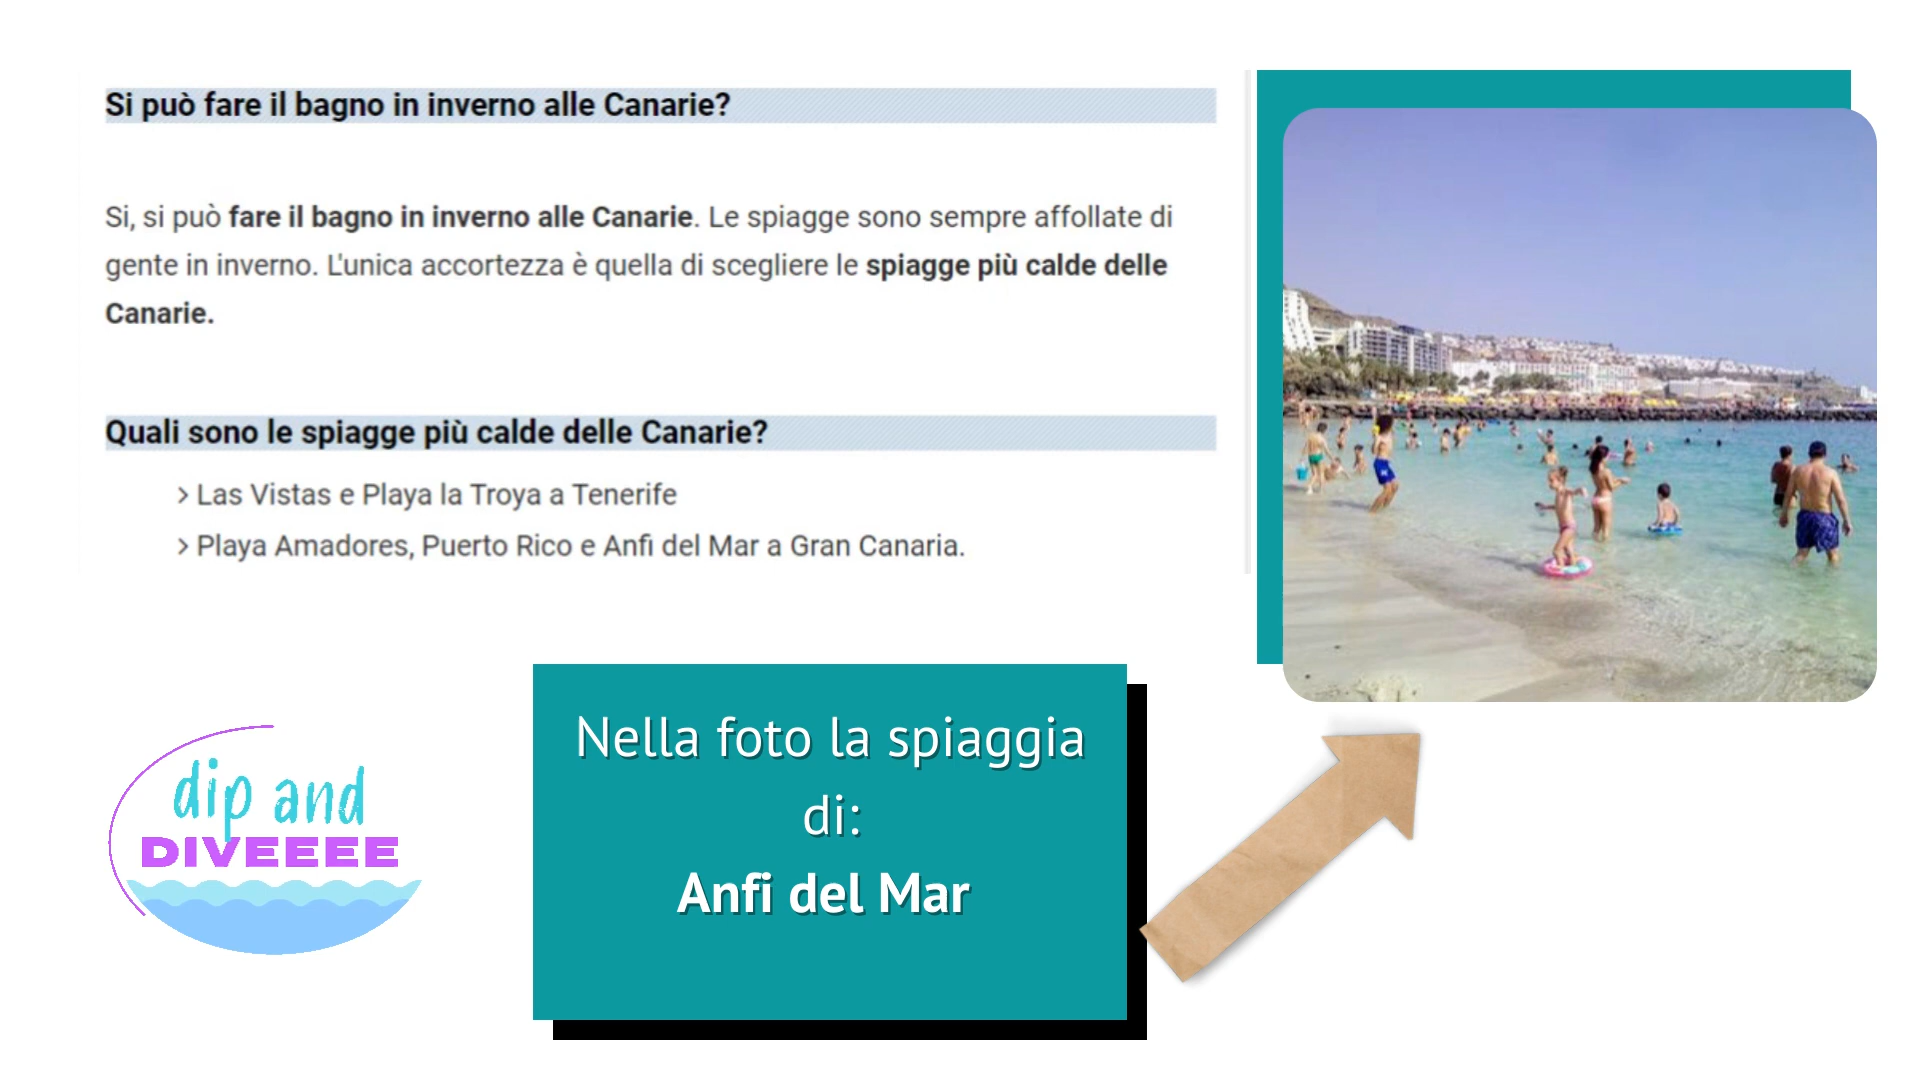 Si può fare il bagno in inverno alle Canarie?
Si, si può fare il bagno in inverno alle Canarie. Le spiagge sono sempre affollate di
gente in inverno. L'unica accortezza è quella di scegliere le spiagge più calde delle
Canarie.
Quali sono le spiagge più calde delle Canarie?
> Las Vistas e Playa la Troya a Tenerife
> Playa Amadores, Puerto Rico e Anfi del Mar a Gran Canaria.
Nella foto la spiaggia
di:
Anfi del Mar
dip and
DIVEEEE